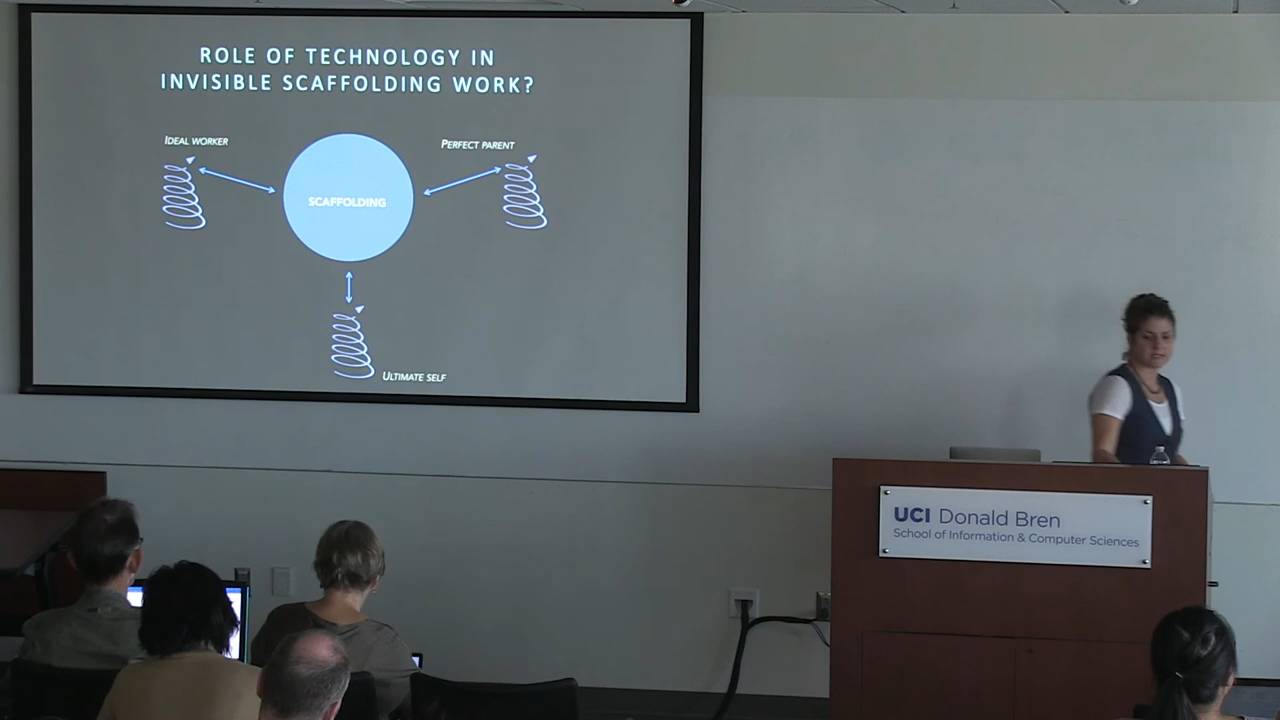 ROLE OF TECHNOLOGY IN
INVISIBLE SCAFFOLDING WORK?
IDEAL WORKER
PERFECT PARENT
SCAFFOLDING
ULTIMATE SELF
UCI Donald Bren
School of Information & Computer Sciences